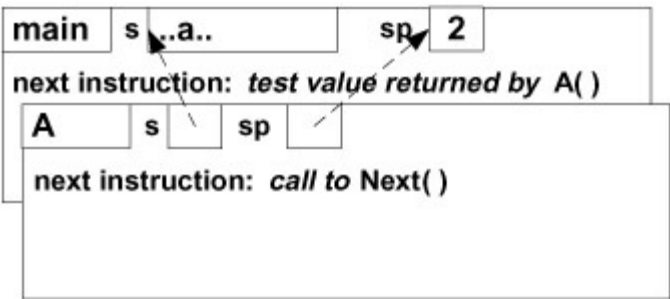 main s ..a.. sp 2
next instruction: test value returned by A( )
A s sp
next instruction: call to Next( )